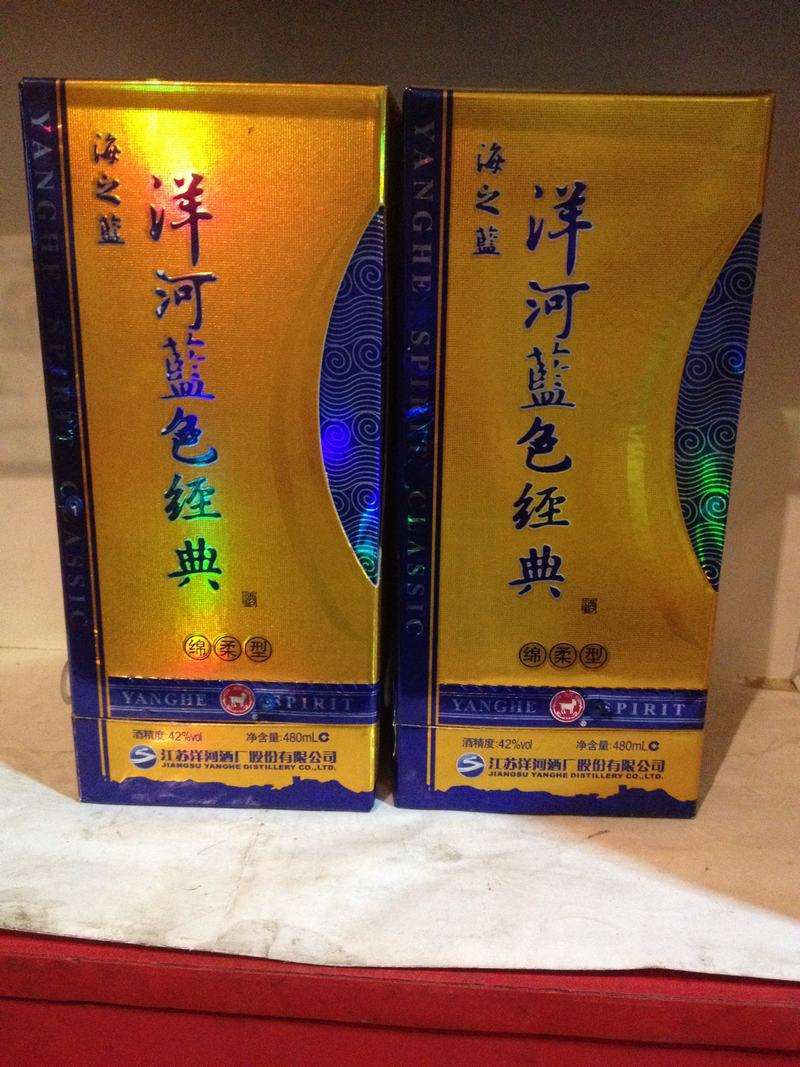 YANGHE SPIRIT CLASSIC
海之藍
洋河藍色經典
绵柔型
YANGHE SPIRIT
酒精度:42%vol 净含量:480mL
江苏洋河酒厂股份有限公司
JIANGSU YANGHE DISTILLERY CO.,LTD.
YANGHE SPIRIT CLASSIC
海之藍
洋河藍色經典
绵柔型
YANGHE SPIRIT
酒精度:42%vol 净含量:480mL
江苏洋河酒厂股份有限公司
JIANGSU YANGHE DISTILLERY CO.,LTD.